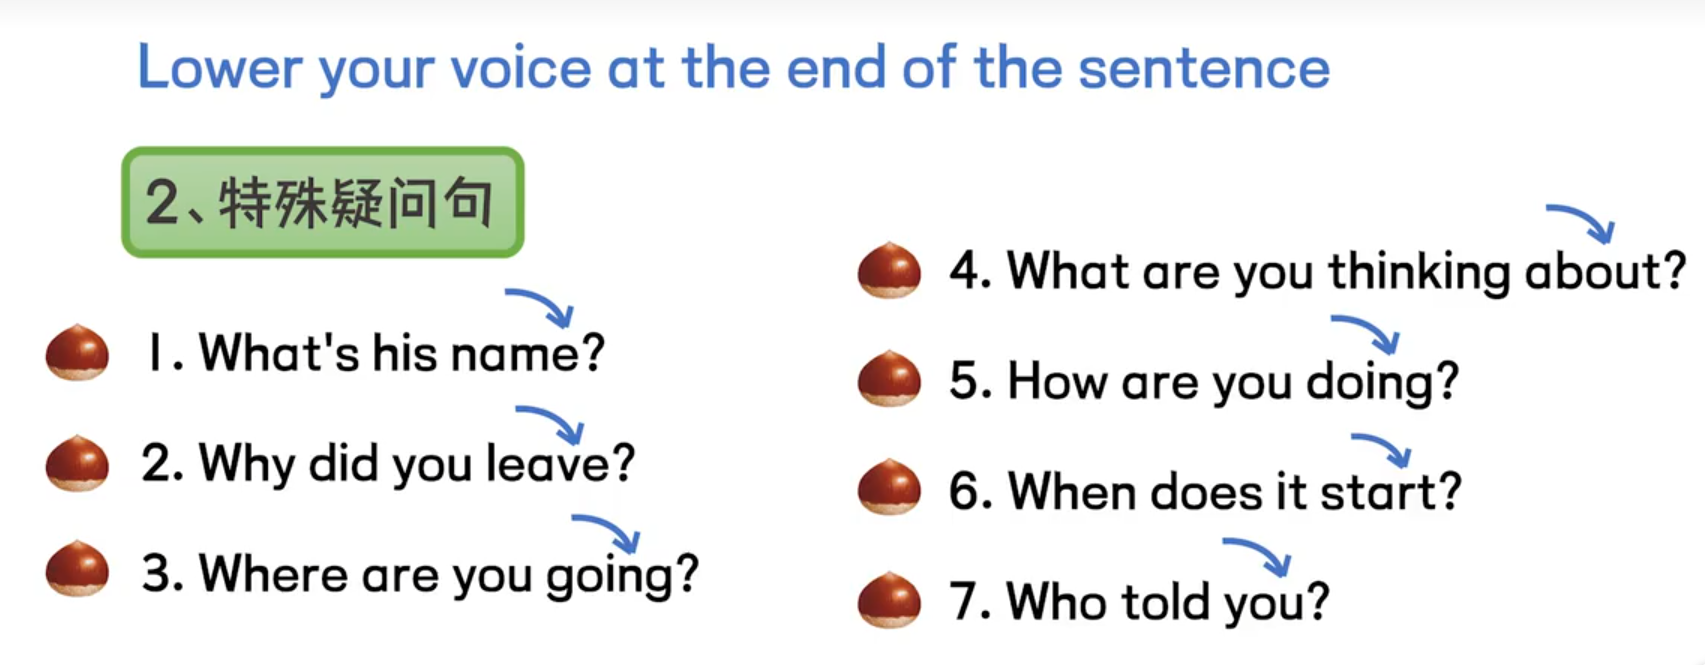 Lower your voice at the end of the sentence
2、特殊疑问句
1. What's his name?
2. Why did you leave?
3. Where are you going?
4. What are you thinking about?
5. How are you doing?
6. When does it start?
7. Who told you?